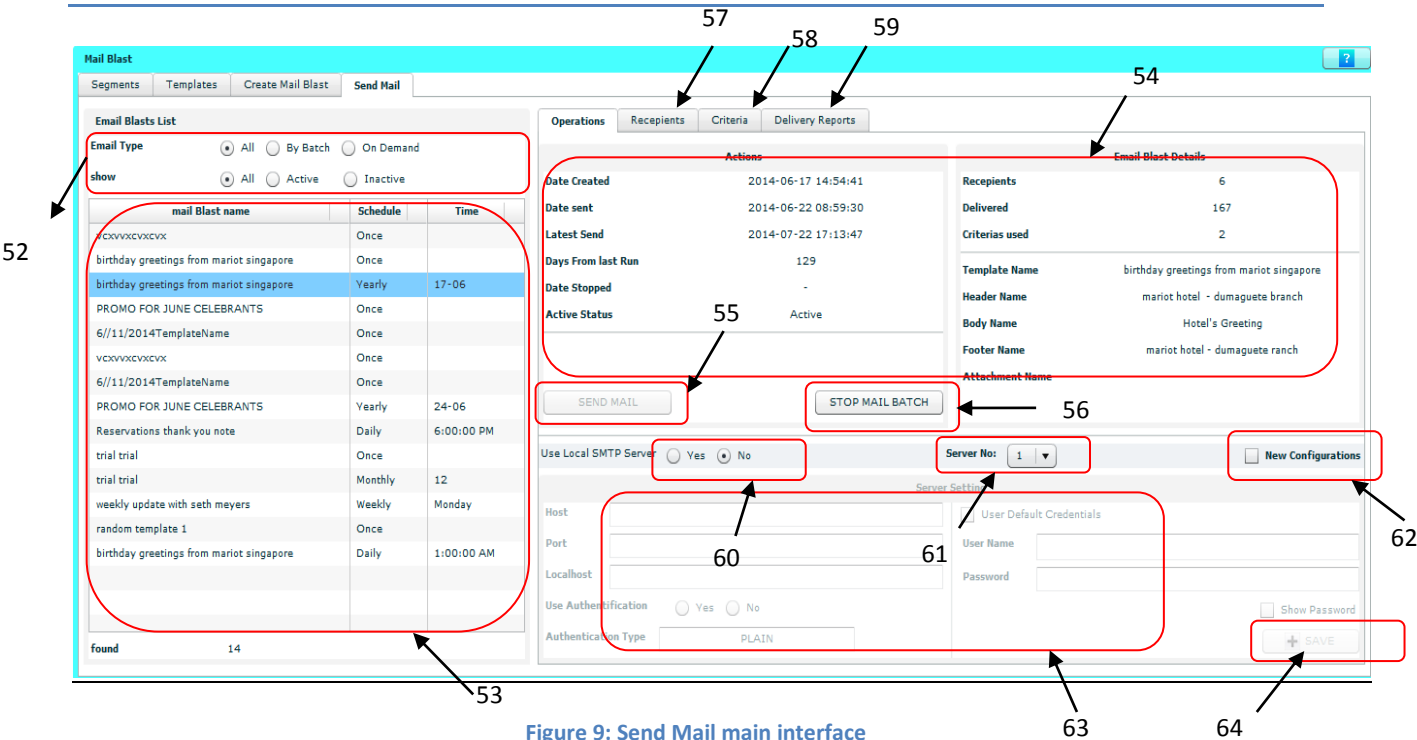 57
58
59
Mail Blast
?
54
Segments Templates Create Mail Blast Send Mail
Email Blasts List
Operations Recepients Criteria Delivery Reports
Email Type All By Batch On Demand
show All Active Inactive
Actions
Email Blast Details
Date Created 2014-06-17 14:54:41
Date sent 2014-06-22 08:59:30
Latest Send 2014-07-22 17:13:47
Days From last Run 129
Date Stopped -
Active Status Active
Recepients 6
Delivered 167
Criterias used 2
Template Name birthday greetings from mariot singapore
Header Name mariot hotel - dumaguete branch
Body Name Hotel's Greeting
Footer Name mariot hotel - dumaguete ranch
Attachment Name
52
mail Blast name Schedule Time
vcxvvxcvxcvx Once
birthday greetings from mariot singapore Once
birthday greetings from mariot singapore Yearly 17-06
PROMO FOR JUNE CELEBRANTS Once
6//11/2014TemplateName Once
vcxvvxcvxcvx Once
6//11/2014TemplateName Once
PROMO FOR JUNE CELEBRANTS Yearly 24-06
Reservations thank you note Daily 6:00:00 PM
trial trial Once
trial trial Monthly 12
weekly update with seth meyers Weekly Monday
random template 1 Once
birthday greetings from mariot singapore Daily 1:00:00 AM
found 14
55
SEND MAIL
STOP MAIL BATCH
56
Use Local SMTP Server Yes No
Server No: 1
New Configurations
Server Setting
Host
Port
Localhost
Use Authentification Yes No
Authentication Type PLAIN
User Default Credentials
User Name
Password
Show Password
+ SAVE
60
61
62
53
63
64
Figure 9: Send Mail main interface